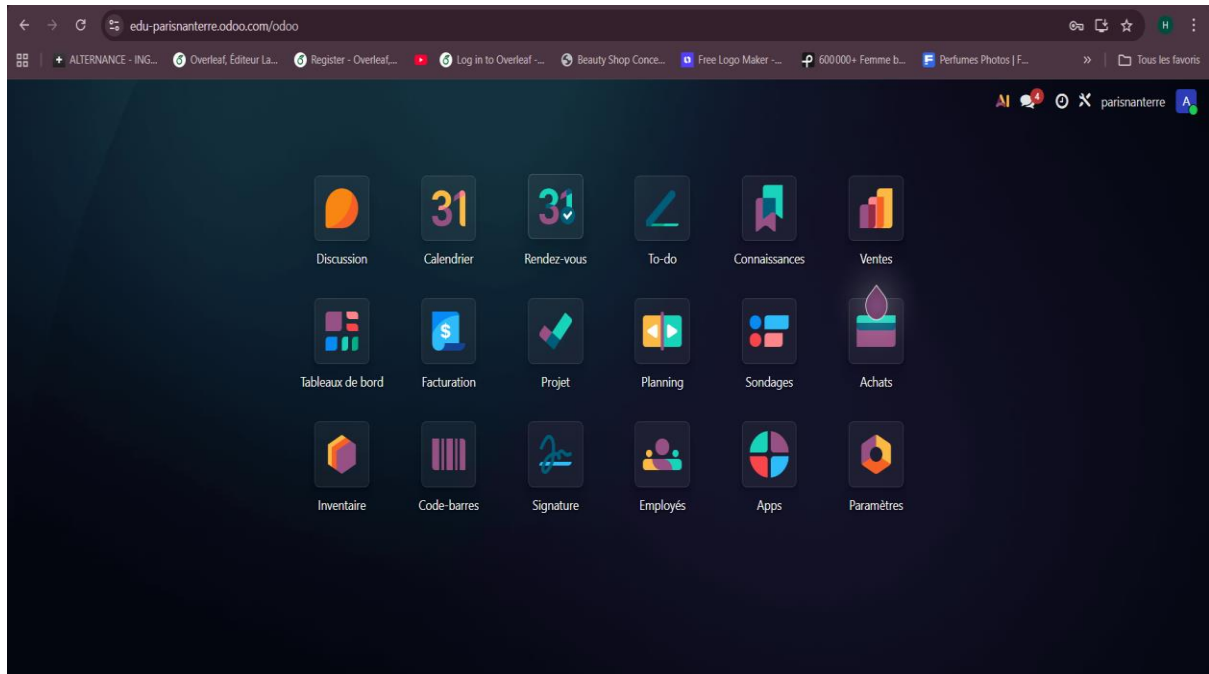 edu-parisnanterre.odoo.com/odoo
H
ALTERNANCE - ING... Overleaf, Éditeur La... Register - Overleaf,... Log in to Overleaf -... Beauty Shop Conce... Free Logo Maker -... 600 000+ Femme b... Perfumes Photos | F... » Tous les favoris
AI 4 parisnanterre A
31 31
Discussion Calendrier Rendez-vous To-do Connaissances Ventes
$
Tableaux de bord Facturation Projet Planning Sondages Achats
Inventaire Code-barres Signature Employés Apps Paramètres